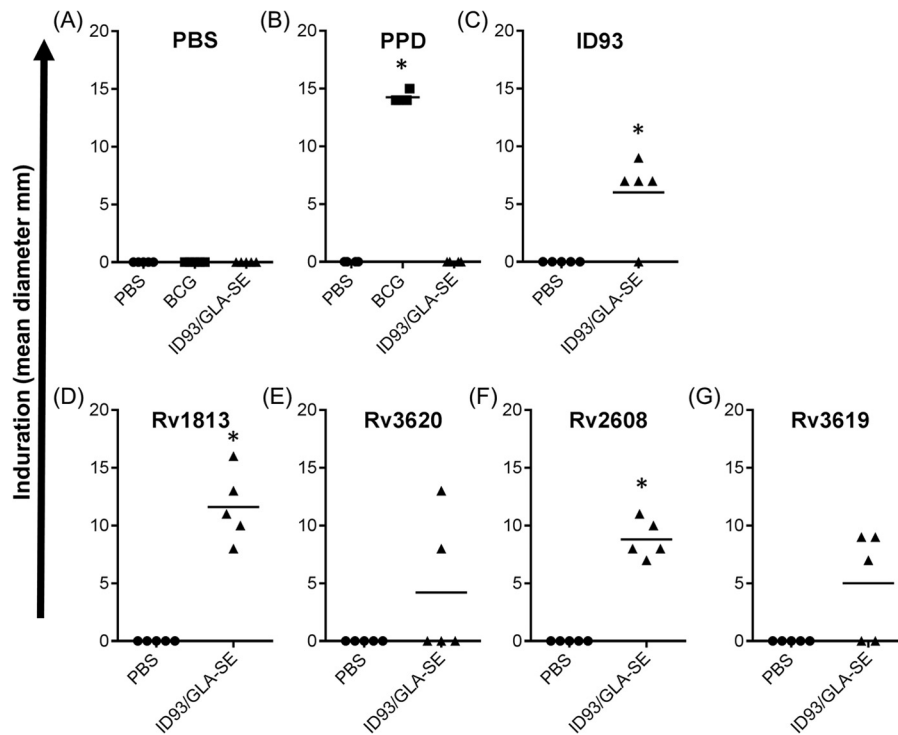 Induration (mean diameter mm)
(A)
PBS
20
15
10
5
0
PBS
BCG
ID93/GLA-SE
(B)
PPD
*
20
15
10
5
0
PBS
BCG
ID93/GLA-SE
(C)
ID93
*
20
15
10
5
0
PBS
ID93/GLA-SE
(D)
Rv1813
*
20
15
10
5
0
PBS
ID93/GLA-SE
(E)
Rv3620
20
15
10
5
0
PBS
ID93/GLA-SE
(F)
Rv2608
*
20
15
10
5
0
PBS
ID93/GLA-SE
(G)
Rv3619
20
15
10
5
0
PBS
ID93/GLA-SE